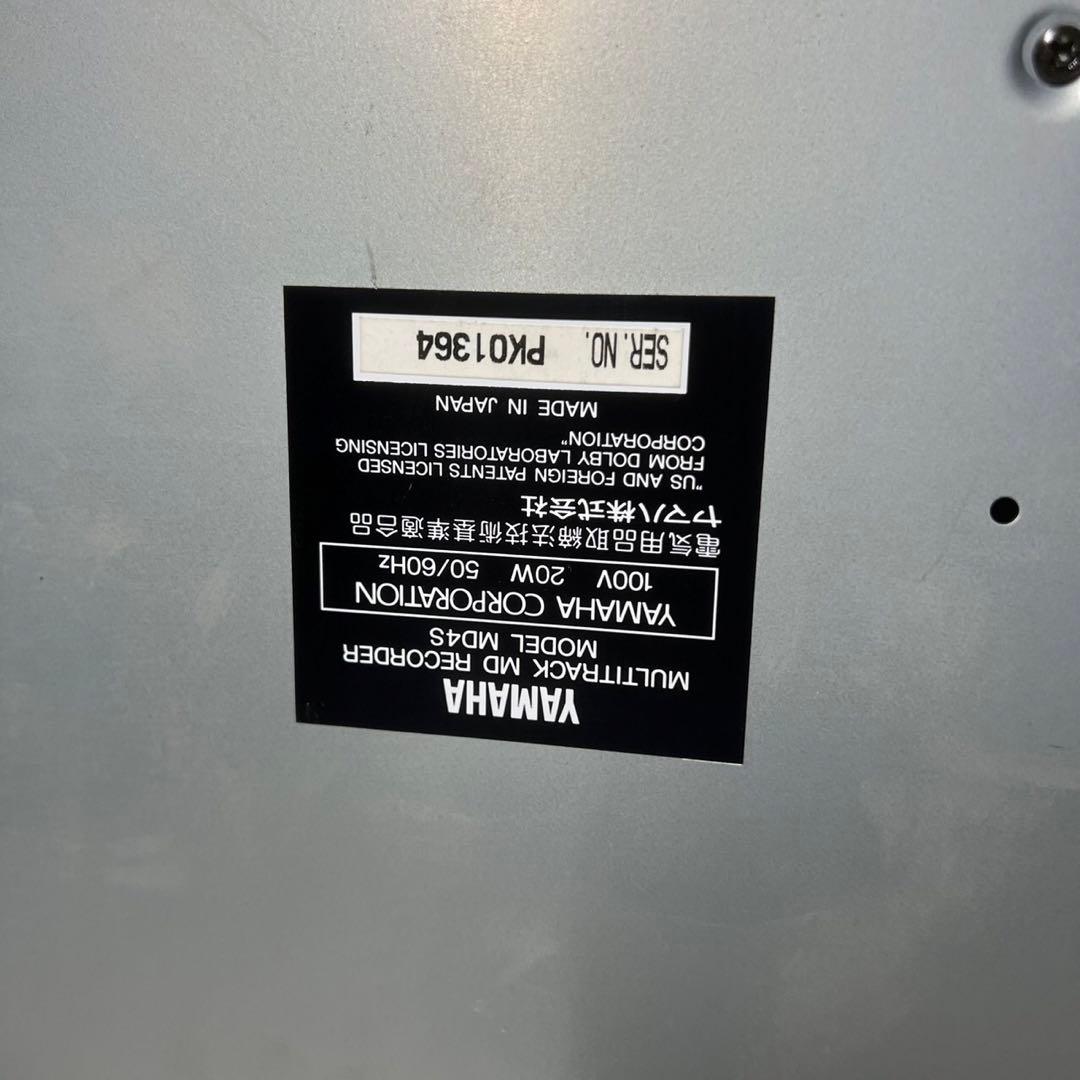 YAMAHA
MULTITRACK MD RECORDER
MODEL MD4S
YAMAHA CORPORATION
100V 20W 50/60Hz
電気用品取締法技術基準適合品
ヤマハ株式会社
"US AND FOREIGN PATENTS LICENSED
FROM DOLBY LABORATORIES LICENSING
CORPORATION"
MADE IN JAPAN
SER. NO. PK01364